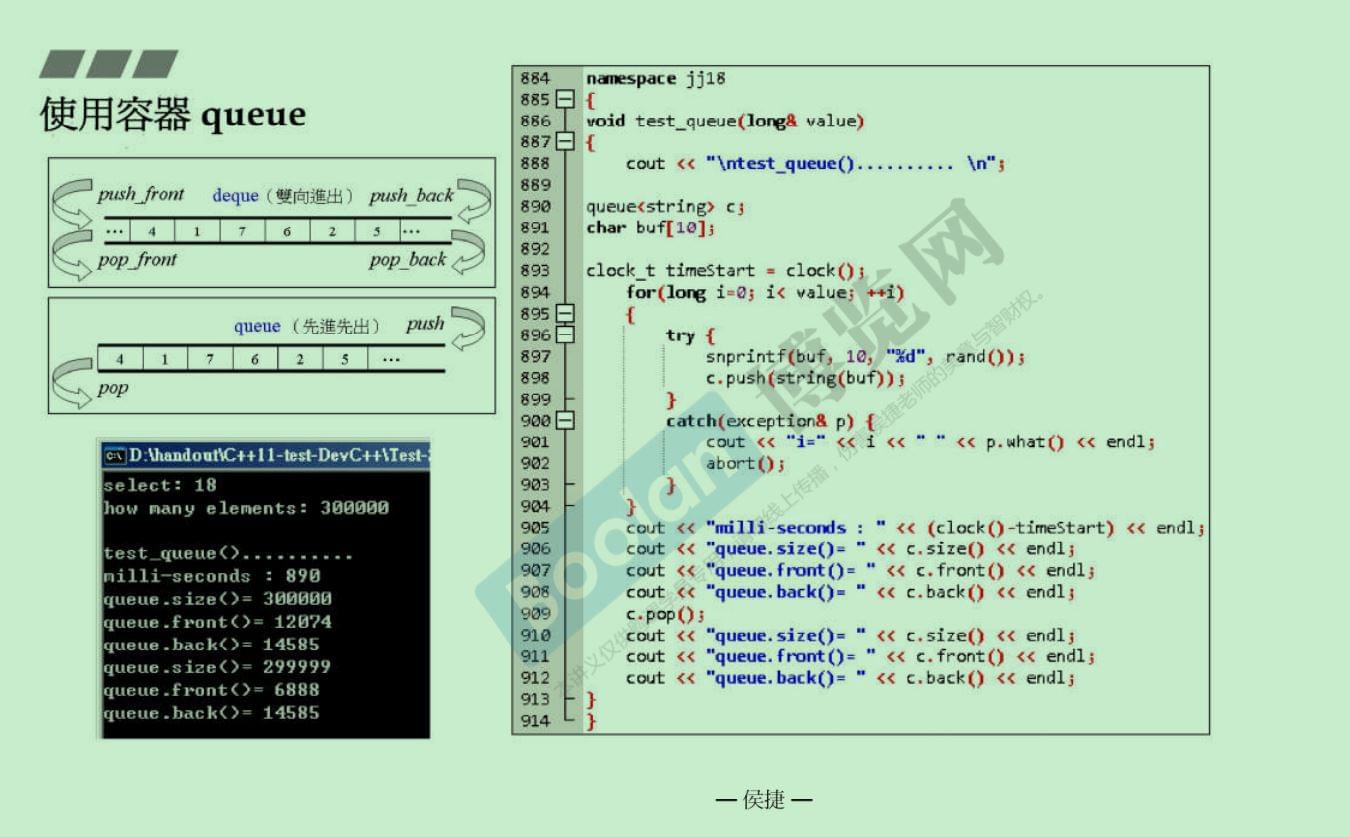 使用容器 queue
push_front deque（雙向進出） push_back
... 4 1 7 6 2 5 ...
pop_front pop_back
queue（先進先出） push
4 1 7 6 2 5 ...
pop
D:\handout\C++11-test-DevC++\Test-
select: 18
how many elements: 300000
test_queue()..........
milli-seconds : 890
queue.size()= 300000
queue.front()= 12074
queue.back()= 14585
queue.size()= 299999
queue.front()= 6888
queue.back()= 14585
884 namespace jj18
885 {
886 void test_queue(long& value)
887 {
888 cout << "\ntest_queue().......... \n";
889
890 queue<string> c;
891 char buf[10];
892
893 clock_t timeStart = clock();
894 for(long i=0; i< value; ++i)
895 {
896 try {
897 snprintf(buf, 10, "%d", rand());
898 c.push(string(buf));
899 }
900 catch(exception& p) {
901 cout << "i=" << i << " " << p.what() << endl;
902 abort();
903 }
904 }
905 cout << "milli-seconds : " << (clock()-timeStart) << endl;
906 cout << "queue.size()= " << c.size() << endl;
907 cout << "queue.front()= " << c.front() << endl;
908 cout << "queue.back()= " << c.back() << endl;
909 c.pop();
910 cout << "queue.size()= " << c.size() << endl;
911 cout << "queue.front()= " << c.front() << endl;
912 cout << "queue.back()= " << c.back() << endl;
913 }
914 }
boolan 博览网
— 侯捷 —